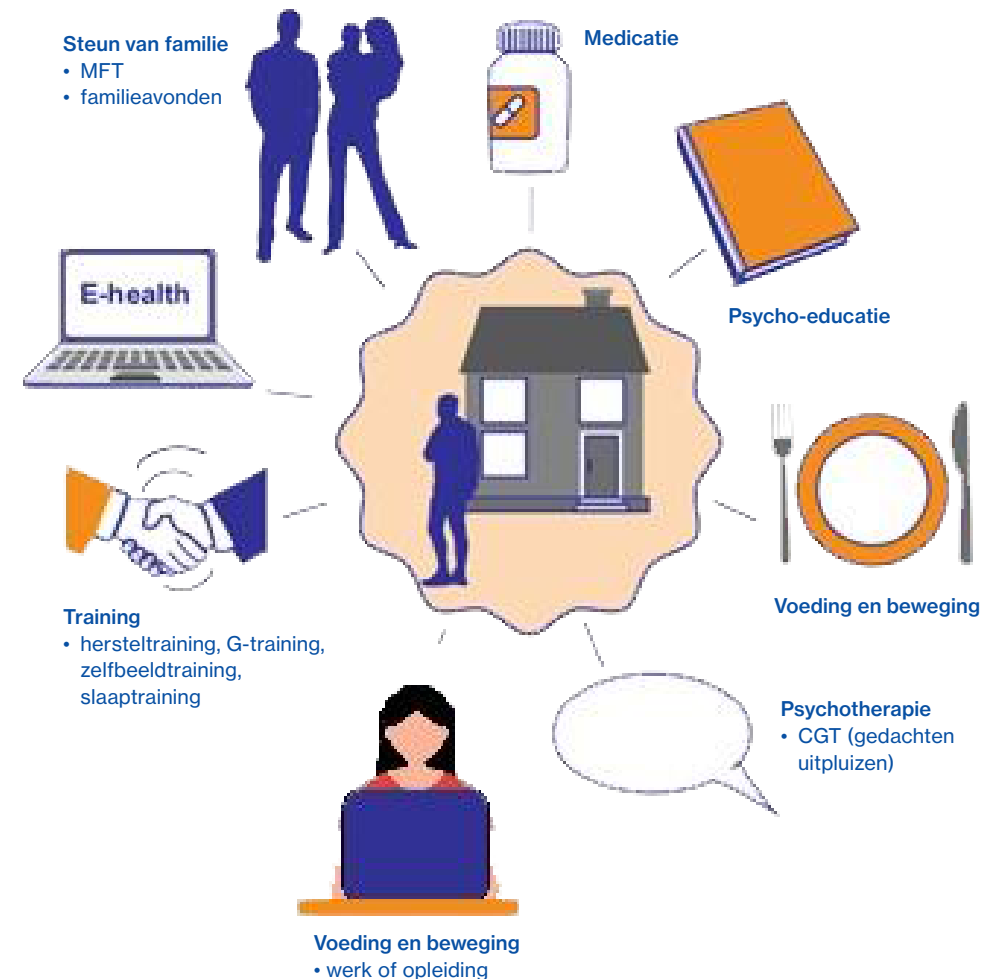 Steun van familie
• MFT
• familieavonden
Medicatie
Psycho-educatie
E-health
Voeding en beweging
Training
• hersteltraining, G-training,
zelfbeeldtraining,
slaaptraining
Psychotherapie
• CGT (gedachten
uitpluizen)
Voeding en beweging
• werk of opleiding